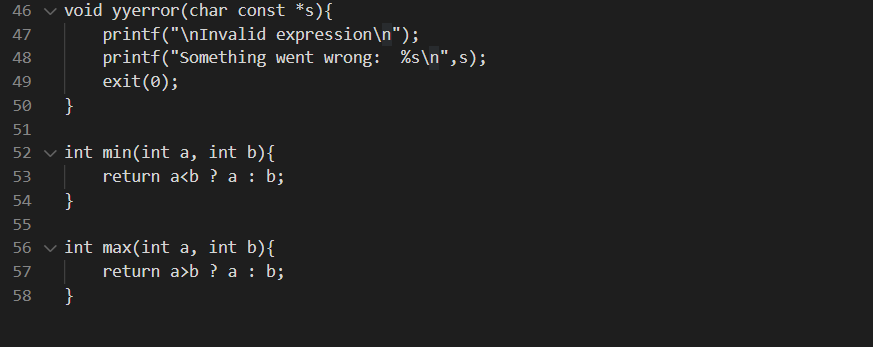 46 void yyerror(char const *s){
47     printf("\nInvalid expression\n");
48     printf("Something went wrong:  %s\n",s);
49     exit(0);
50 }
51
52 int min(int a, int b){
53     return a<b ? a : b;
54 }
55
56 int max(int a, int b){
57     return a>b ? a : b;
58 }